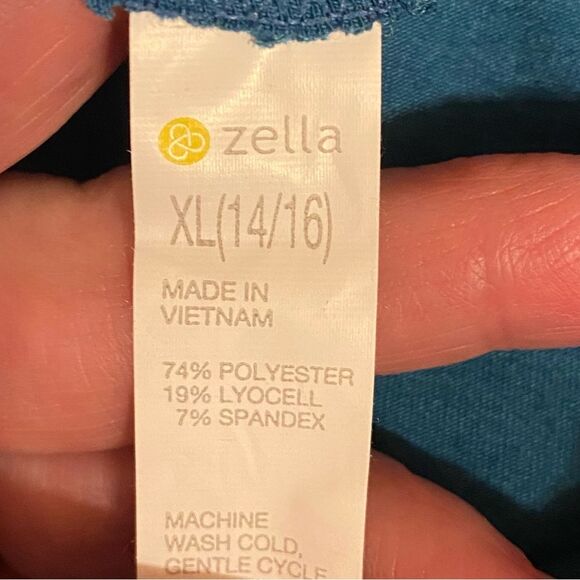 zella
XL(14/16)
MADE IN
VIETNAM
74% POLYESTER
19% LYOCELL
7% SPANDEX
MACHINE
WASH COLD,
GENTLE CYCLE